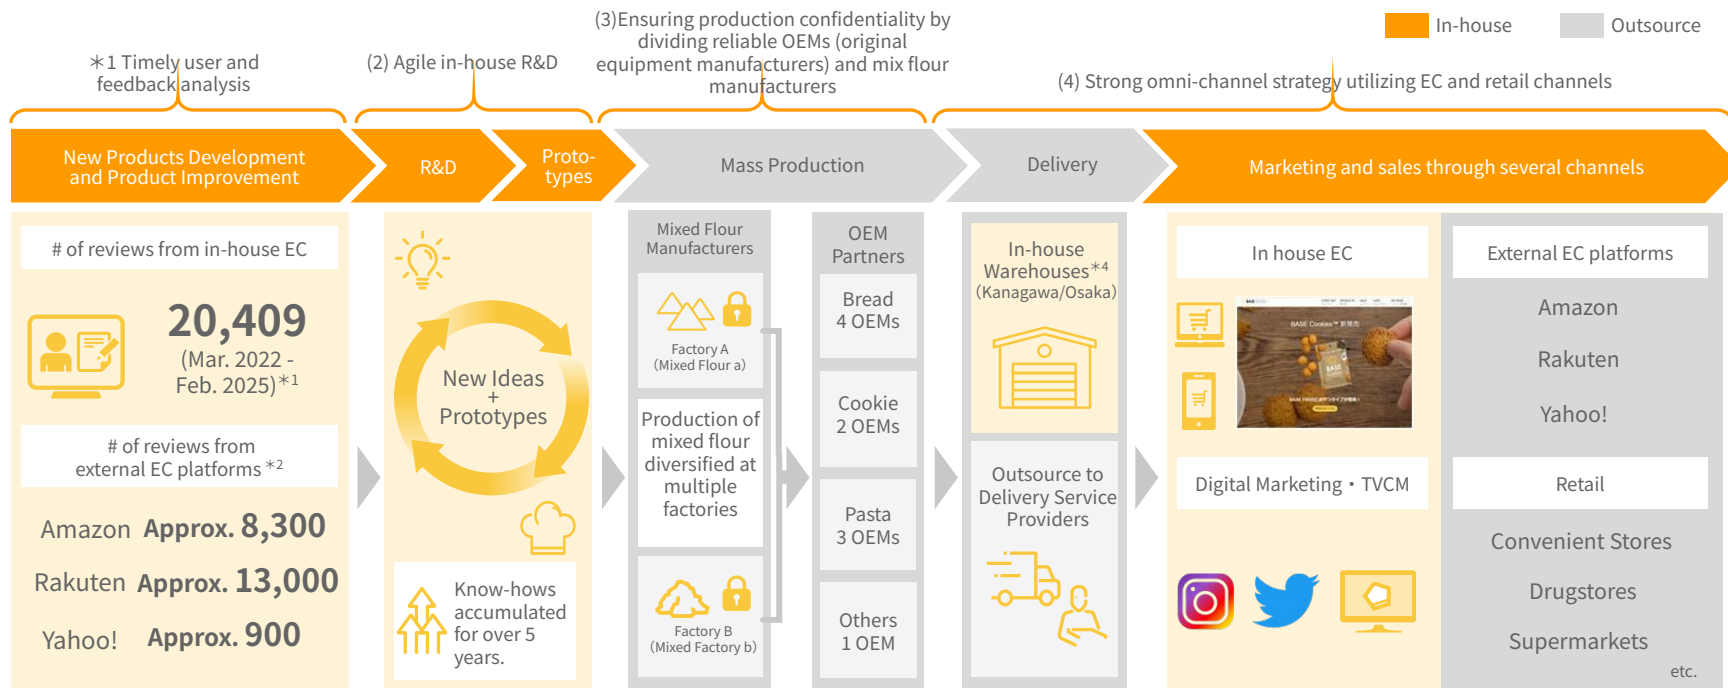 In-house
Outsource
＊1 Timely user and
feedback analysis
(2) Agile in-house R&D
(3)Ensuring production confidentiality by
dividing reliable OEMs (original
equipment manufacturers) and mix flour
manufacturers
(4) Strong omni-channel strategy utilizing EC and retail channels
New Products Development
and Product Improvement
R&D
Proto-
types
Mass Production
Delivery
Marketing and sales through several channels
# of reviews from in-house EC
20,409
(Mar. 2022 -
Feb. 2025)＊1
# of reviews from
external EC platforms ＊2
Amazon Approx. 8,300
Rakuten Approx. 13,000
Yahoo! Approx. 900
New Ideas
+
Prototypes
Know-hows
accumulated
for over 5
years.
Mixed Flour
Manufacturers
Factory A
(Mixed Flour a)
Production of
mixed flour
diversified at
multiple
factories
Factory B
(Mixed Factory b)
OEM
Partners
Bread
4 OEMs
Cookie
2 OEMs
Pasta
3 OEMs
Others
1 OEM
In-house
Warehouses＊4
(Kanagawa/Osaka)
Outsource to
Delivery Service
Providers
In house EC
BASE Cookies™ 新発売
BASE
Digital Marketing・TVCM
External EC platforms
Amazon
Rakuten
Yahoo!
Retail
Convenient Stores
Drugstores
Supermarkets
etc.